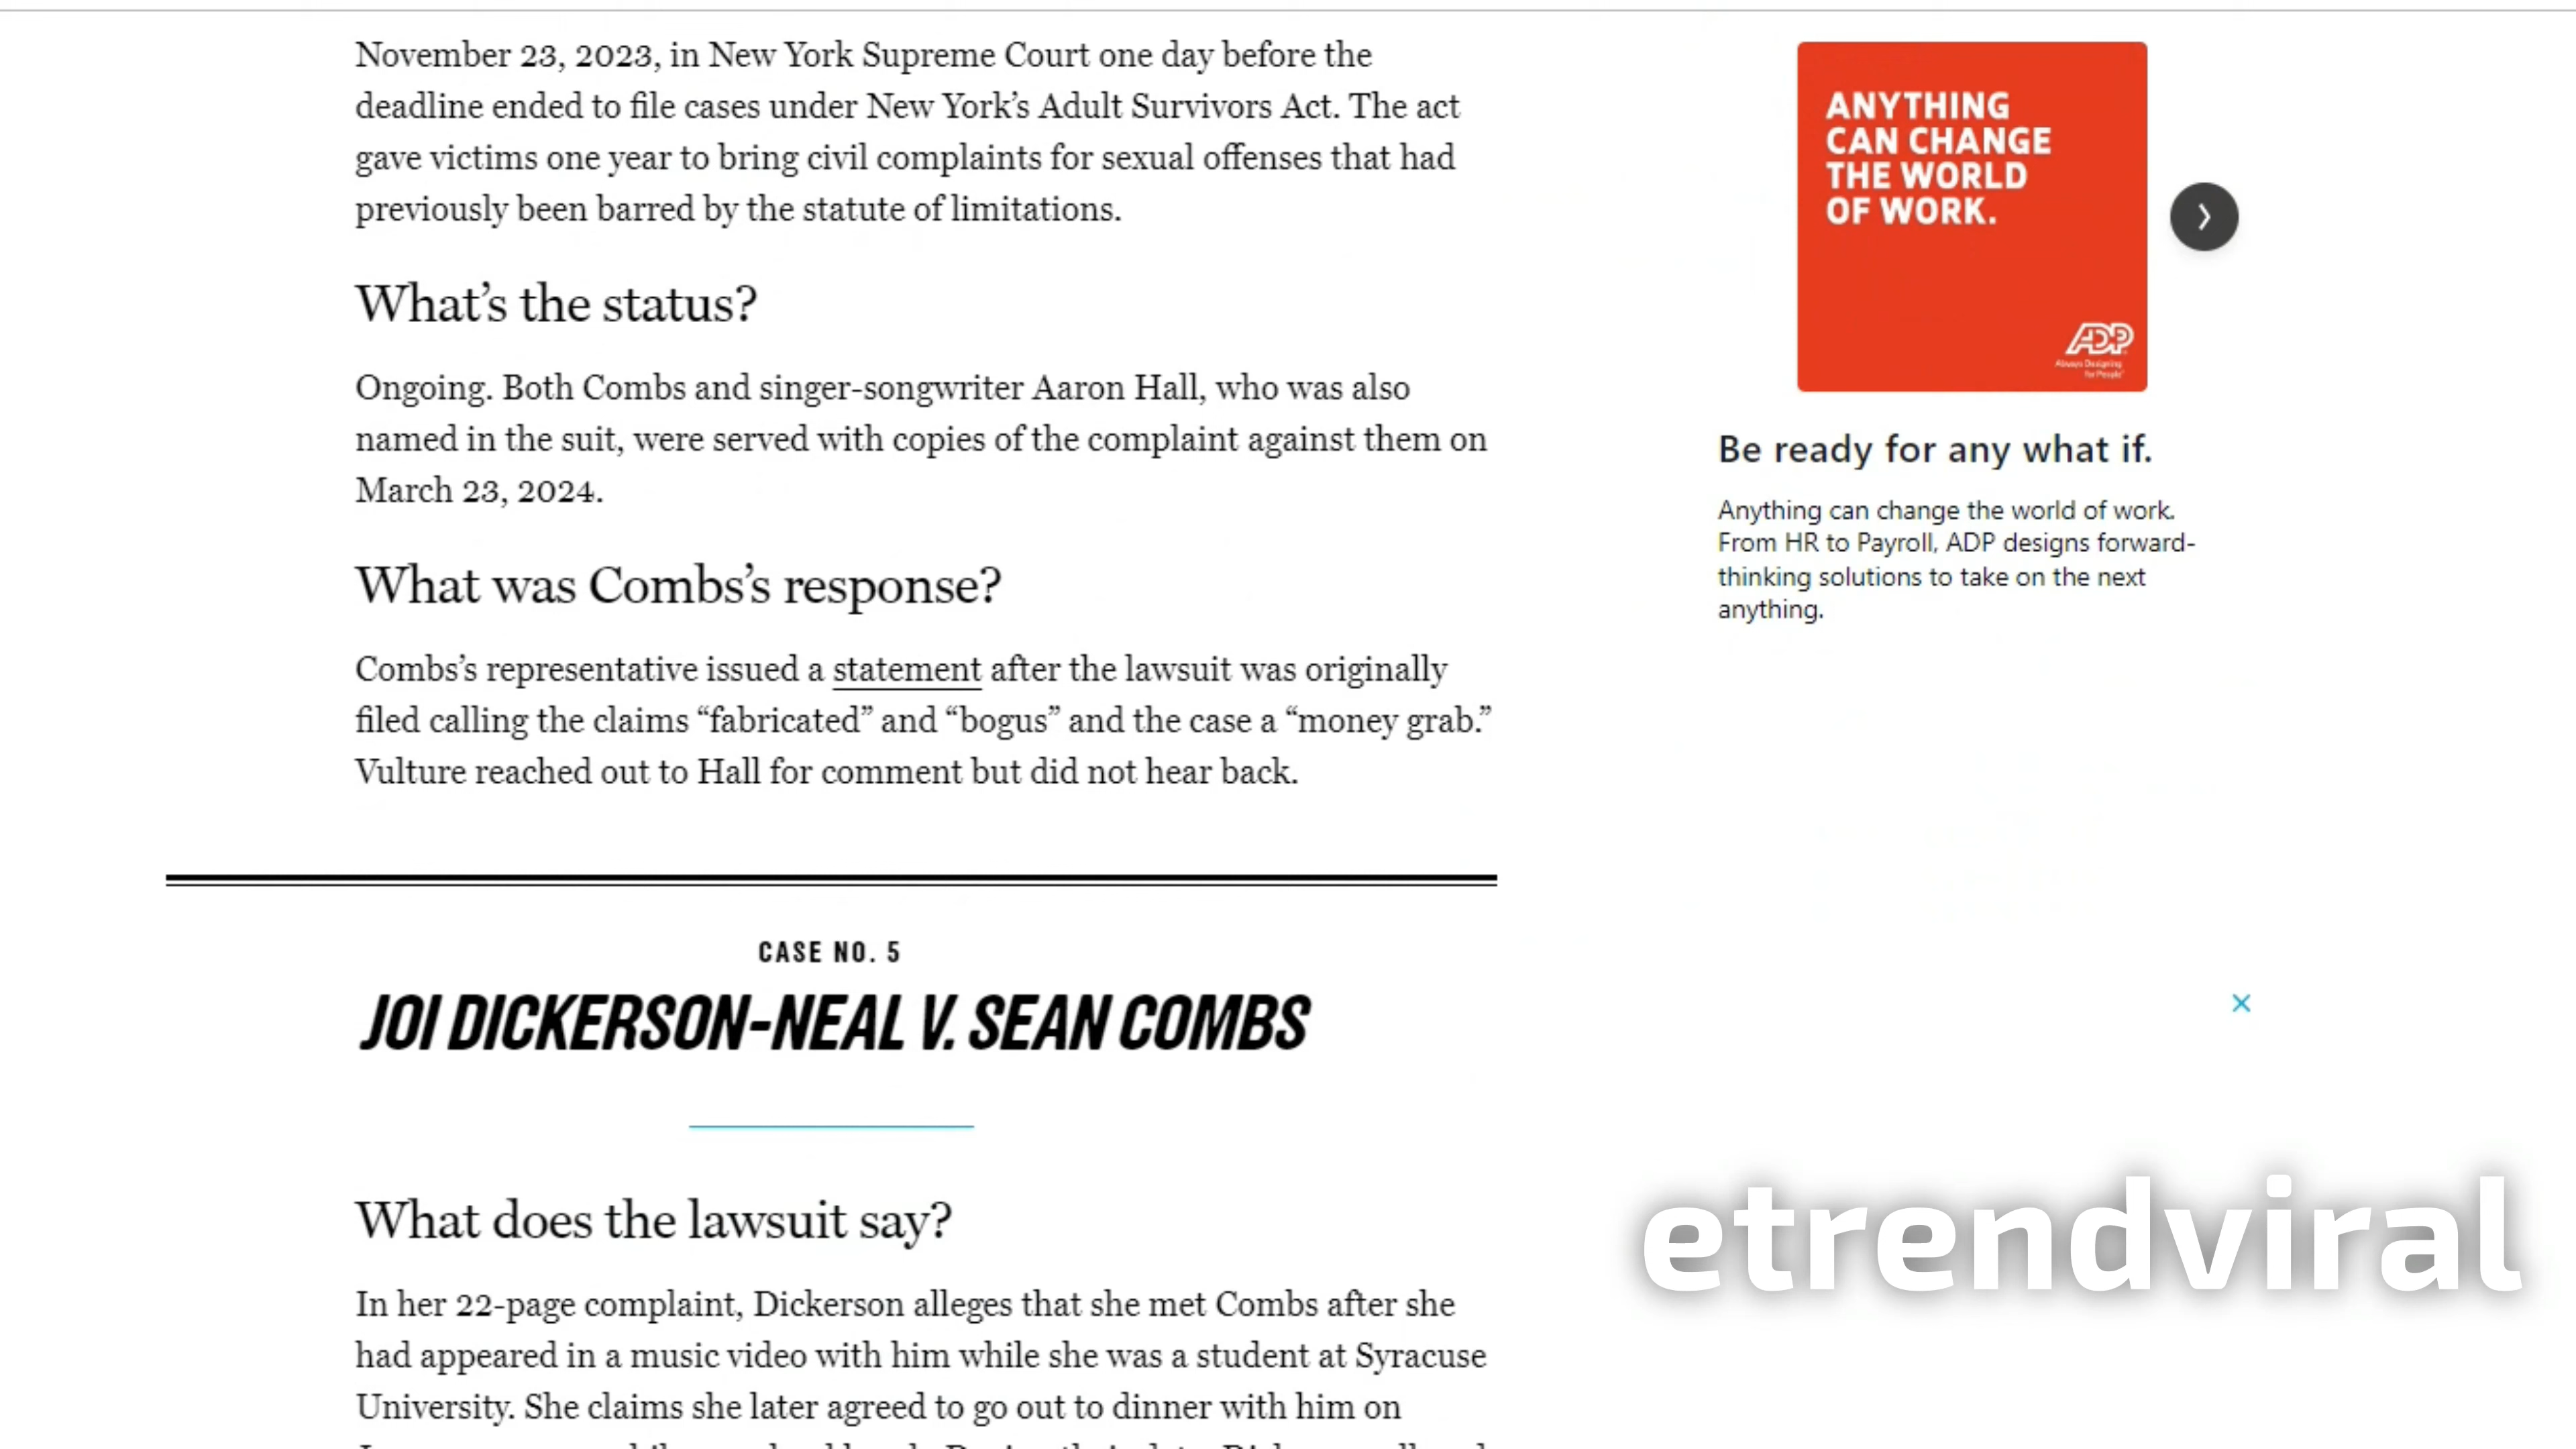 November 23, 2023, in New York Supreme Court one day before the
deadline ended to file cases under New York’s Adult Survivors Act. The act
gave victims one year to bring civil complaints for sexual offenses that had
previously been barred by the statute of limitations.
What’s the status?
Ongoing. Both Combs and singer-songwriter Aaron Hall, who was also
named in the suit, were served with copies of the complaint against them on
March 23, 2024.
What was Combs’s response?
Combs’s representative issued a statement after the lawsuit was originally
filed calling the claims “fabricated” and “bogus” and the case a “money grab.”
Vulture reached out to Hall for comment but did not hear back.
CASE NO. 5
JOI DICKERSON-NEAL V. SEAN COMBS
What does the lawsuit say?
In her 22-page complaint, Dickerson alleges that she met Combs after she
had appeared in a music video with him while she was a student at Syracuse
University. She claims she later agreed to go out to dinner with him on
ANYTHING
CAN CHANGE
THE WORLD
OF WORK.
ADP
Always Designing
for People
Be ready for any what if.
Anything can change the world of work.
From HR to Payroll, ADP designs forward-
thinking solutions to take on the next
anything.
etrendviral